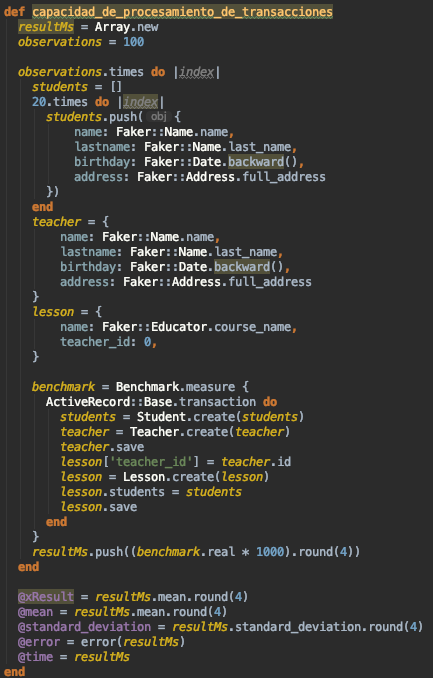 def capacidad_de_procesamiento_de_transacciones
  resultMs = Array.new
  observations = 100

  observations.times do |index|
    students = []
    20.times do |index|
      students.push( obj {
          name: Faker::Name.name,
          lastname: Faker::Name.last_name,
          birthday: Faker::Date.backward(),
          address: Faker::Address.full_address
      })
    end
    teacher = {
        name: Faker::Name.name,
        lastname: Faker::Name.last_name,
        birthday: Faker::Date.backward(),
        address: Faker::Address.full_address
    }
    lesson = {
        name: Faker::Educator.course_name,
        teacher_id: 0,
    }

    benchmark = Benchmark.measure {
      ActiveRecord::Base.transaction do
        students = Student.create(students)
        teacher = Teacher.create(teacher)
        teacher.save
        lesson['teacher_id'] = teacher.id
        lesson = Lesson.create(lesson)
        lesson.students = students
        lesson.save
      end
    }
    resultMs.push((benchmark.real * 1000).round(4))
  end

  @xResult = resultMs.mean.round(4)
  @mean = resultMs.mean.round(4)
  @standard_deviation = resultMs.standard_deviation.round(4)
  @error = error(resultMs)
  @time = resultMs
end